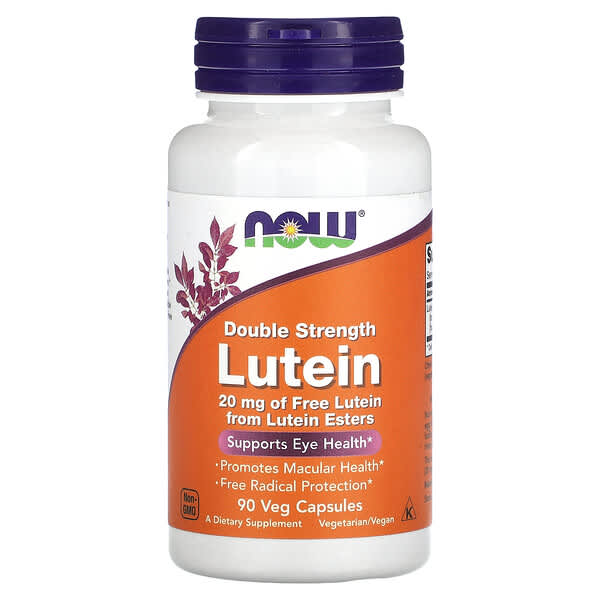 NOW®
Double Strength
Lutein
20 mg of Free Lutein
from Lutein Esters
Supports Eye Health*
• Promotes Macular Health*
• Free Radical Protection*
90 Veg Capsules
Non-
GMO
A Dietary Supplement Vegetarian/Vegan
K